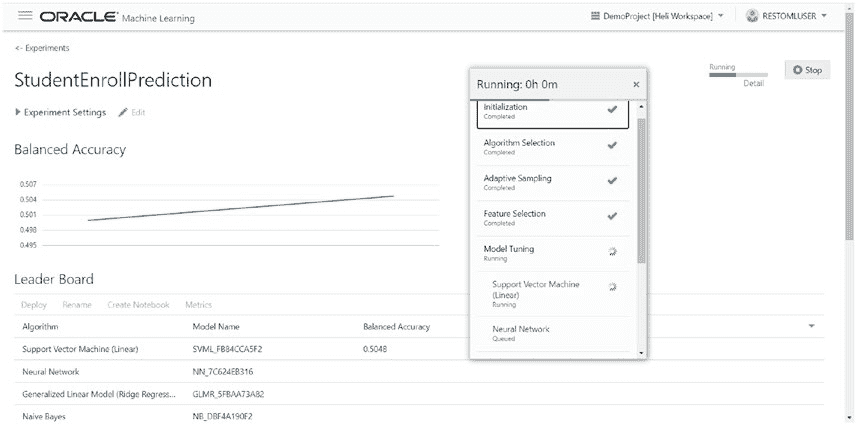 ORACLE Machine Learning
DemoProject [Heli Workspace]
RESTOMLUSER
<- Experiments
StudentEnrollPrediction
Running
Detail
Stop
Experiment Settings
Edit
Balanced Accuracy
0.507
0.504
0.501
0.498
0.495
Running: 0h 0m
×
Initialization
Completed
Algorithm Selection
Completed
Adaptive Sampling
Completed
Feature Selection
Completed
Model Tuning
Running
Support Vector Machine
(Linear)
Running
Neural Network
Queued
Leader Board
Deploy Rename Create Notebook Metrics
Algorithm Model Name Balanced Accuracy
Support Vector Machine (Linear) SVML_FB84CCA5F2 0.5048
Neural Network NN_7C624EB316
Generalized Linear Model (Ridge Regress... GLMR_5FBAA73AB2
Naive Bayes NB_DBF4A190F2